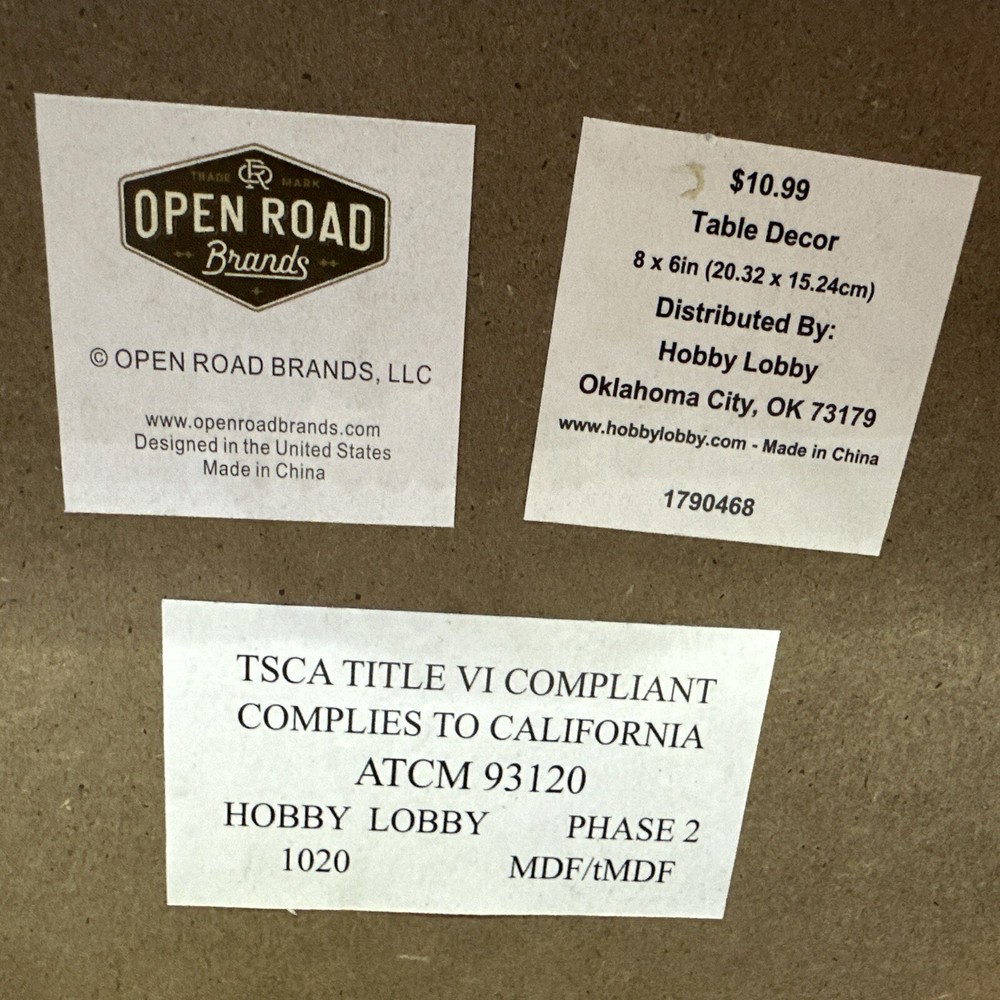 TRADE MARK
OPEN ROAD
Brands
© OPEN ROAD BRANDS, LLC
www.openroadbrands.com
Designed in the United States
Made in China
$10.99
Table Decor
8 x 6in (20.32 x 15.24cm)
Distributed By:
Hobby Lobby
Oklahoma City, OK 73179
www.hobbylobby.com - Made in China
1790468
TSCA TITLE VI COMPLIANT
COMPLIES TO CALIFORNIA
ATCM 93120
HOBBY LOBBY PHASE 2
1020 MDF/tMDF